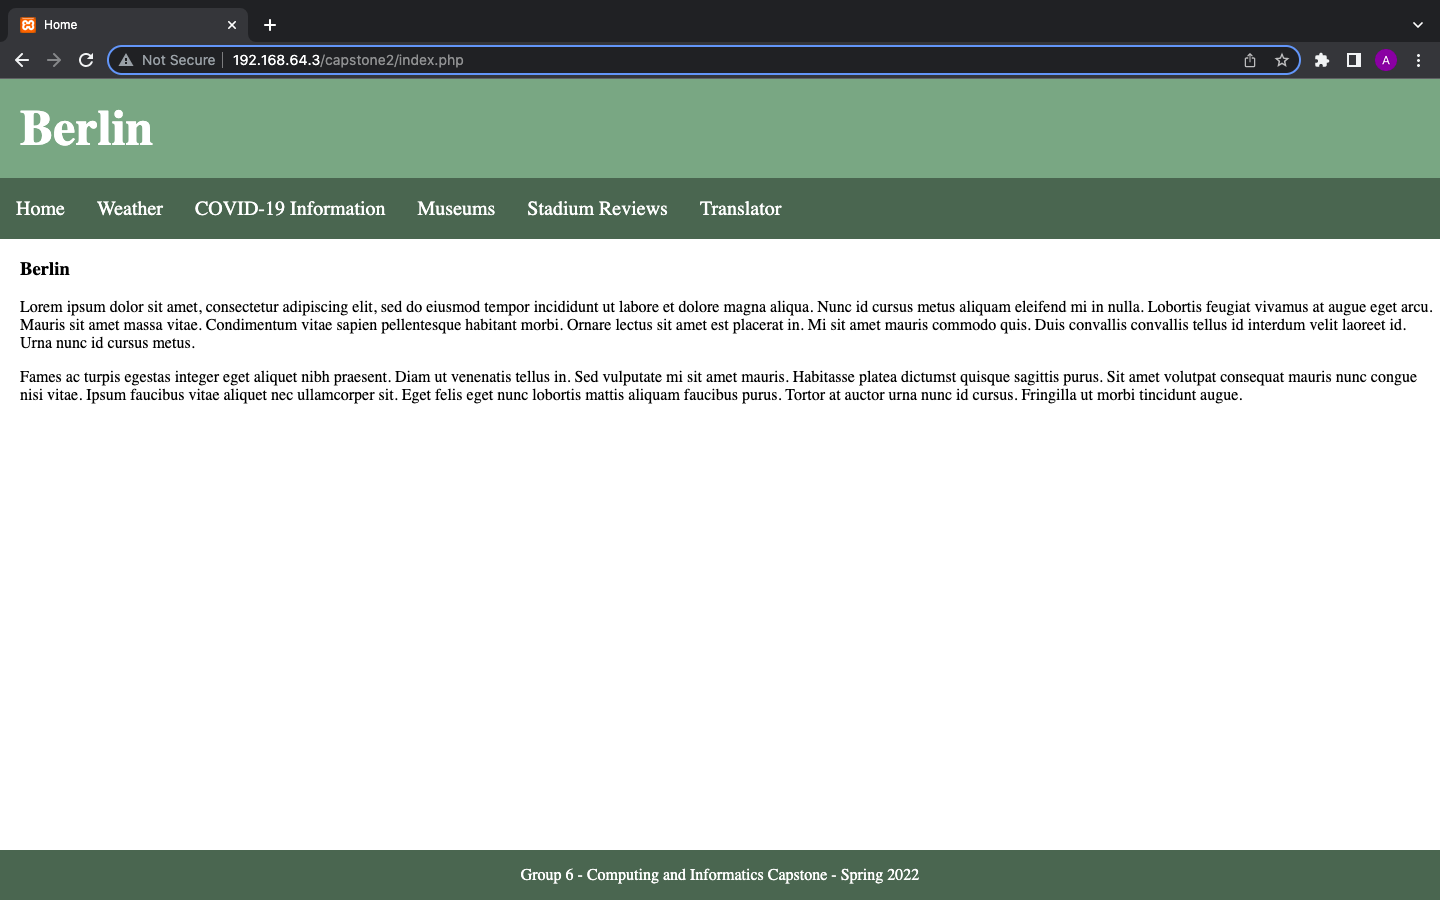 Home
Not Secure 192.168.64.3/capstone2/index.php
A
Berlin
Home Weather COVID-19 Information Museums Stadium Reviews Translator
Berlin
Lorem ipsum dolor sit amet, consectetur adipiscing elit, sed do eiusmod tempor incididunt ut labore et dolore magna aliqua. Nunc id cursus metus aliquam eleifend mi in nulla. Lobortis feugiat vivamus at augue eget arcu.
Mauris sit amet massa vitae. Condimentum vitae sapien pellentesque habitant morbi. Ornare lectus sit amet est placerat in. Mi sit amet mauris commodo quis. Duis convallis convallis tellus id interdum velit laoreet id.
Urna nunc id cursus metus.
Fames ac turpis egestas integer eget aliquet nibh praesent. Diam ut venenatis tellus in. Sed vulputate mi sit amet mauris. Habitasse platea dictumst quisque sagittis purus. Sit amet volutpat consequat mauris nunc congue
nisi vitae. Ipsum faucibus vitae aliquet nec ullamcorper sit. Eget felis eget nunc lobortis mattis aliquam faucibus purus. Tortor at auctor urna nunc id cursus. Fringilla ut morbi tincidunt augue.
Group 6 - Computing and Informatics Capstone - Spring 2022